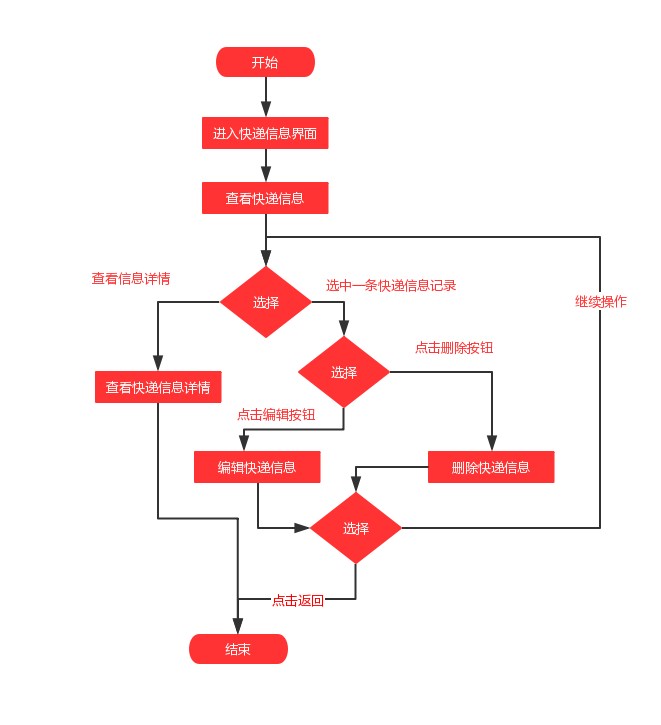 开始
进入快递信息界面
查看快递信息
查看信息详情
选择
选中一条快递信息记录
继续操作
选择
点击删除按钮
查看快递信息详情
点击编辑按钮
编辑快递信息
删除快递信息
选择
点击返回
结束